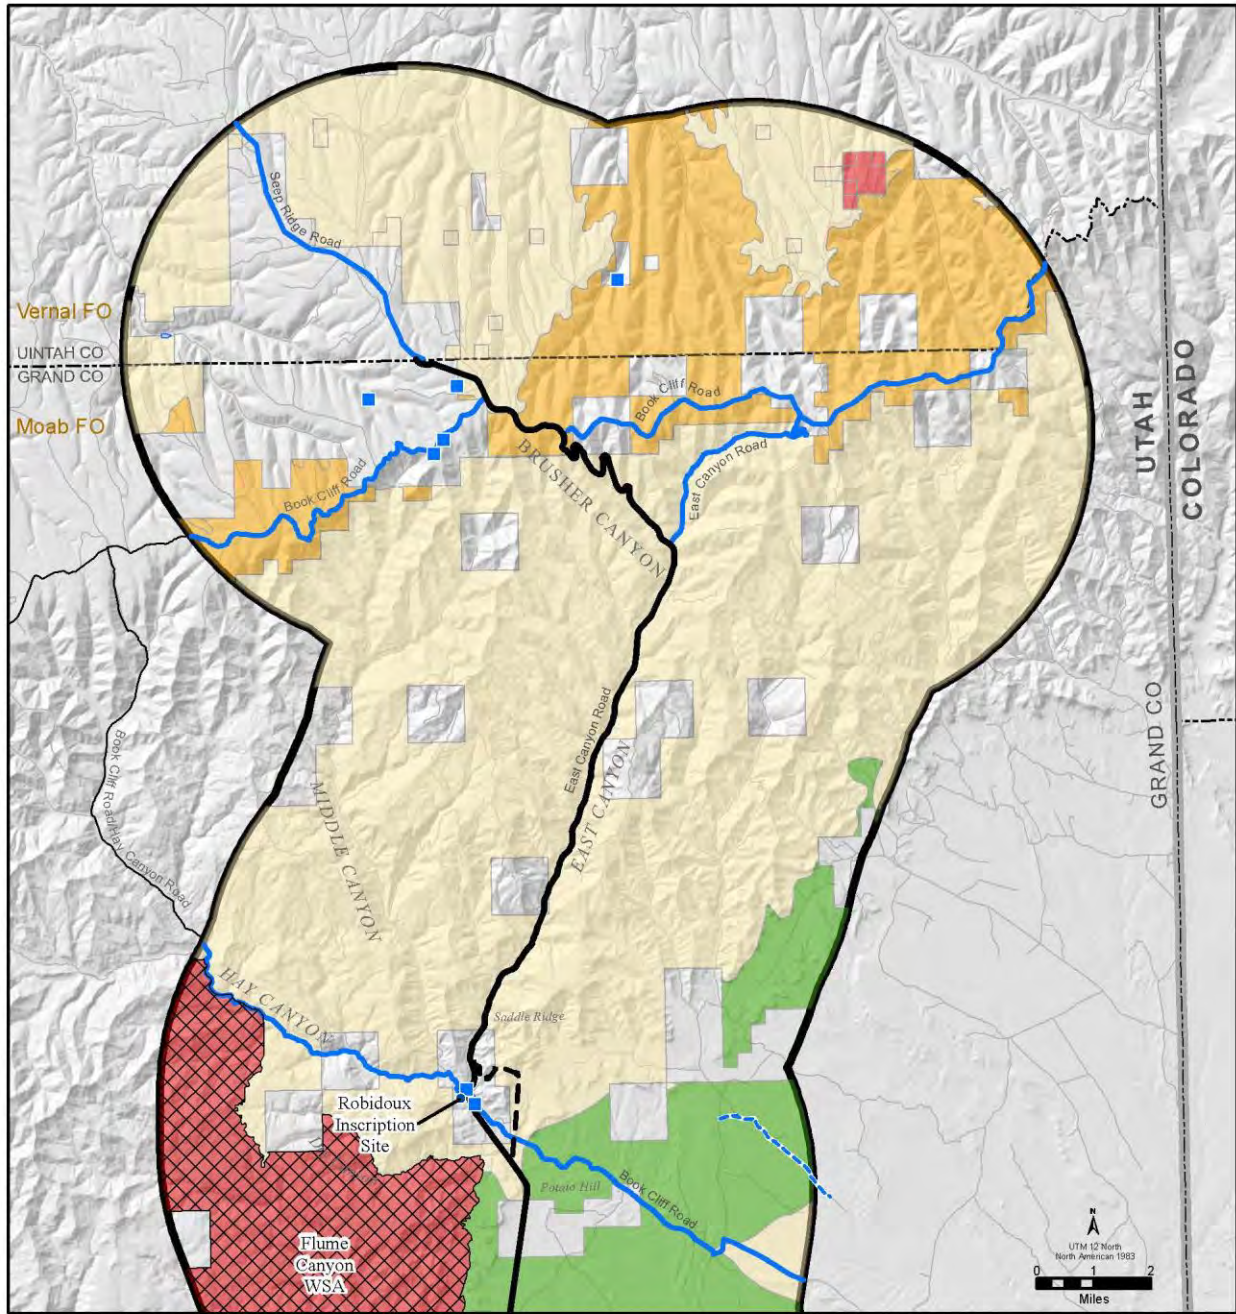 Seep Ridge Road
Vernal FO
UINTAH CO
GRAND CO
Moab FO
Book Cliff Road
Book Cliff Road
East Canyon Road
BRUSHER CANYON
UTAH
COLORADO
GRAND CO
Book Cliff Road/Hay Canyon Road
MIDDLE CANYON
East Canyon Road
EAST CANYON
HAY CANYON
Saddle Ridge
Robidoux
Inscription
Site
Potato Hill
Book Cliff Road
Flume
Canyon
WSA
N
UTM 12 North
North American 1983
0 1 2
Miles